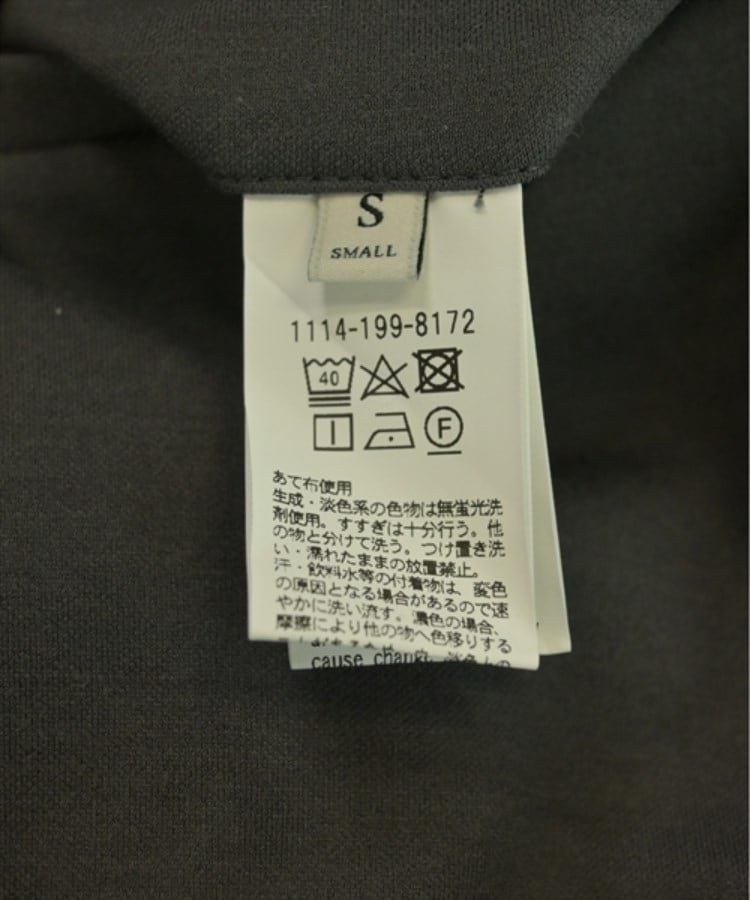 S
SMALL
1114-199-8172
40
F
あて布使用
生成・淡色系の色物は無蛍光洗
剤使用。すすぎは十分行う。他
の物と分けて洗う。つけ置き洗
い・濡れたままの放置禁止。
汗・飲料水等の付着物は、変色
の原因となる場合があるので速
やかに洗い流す。濃色の場合、
摩擦により他の物へ色移りする
cause